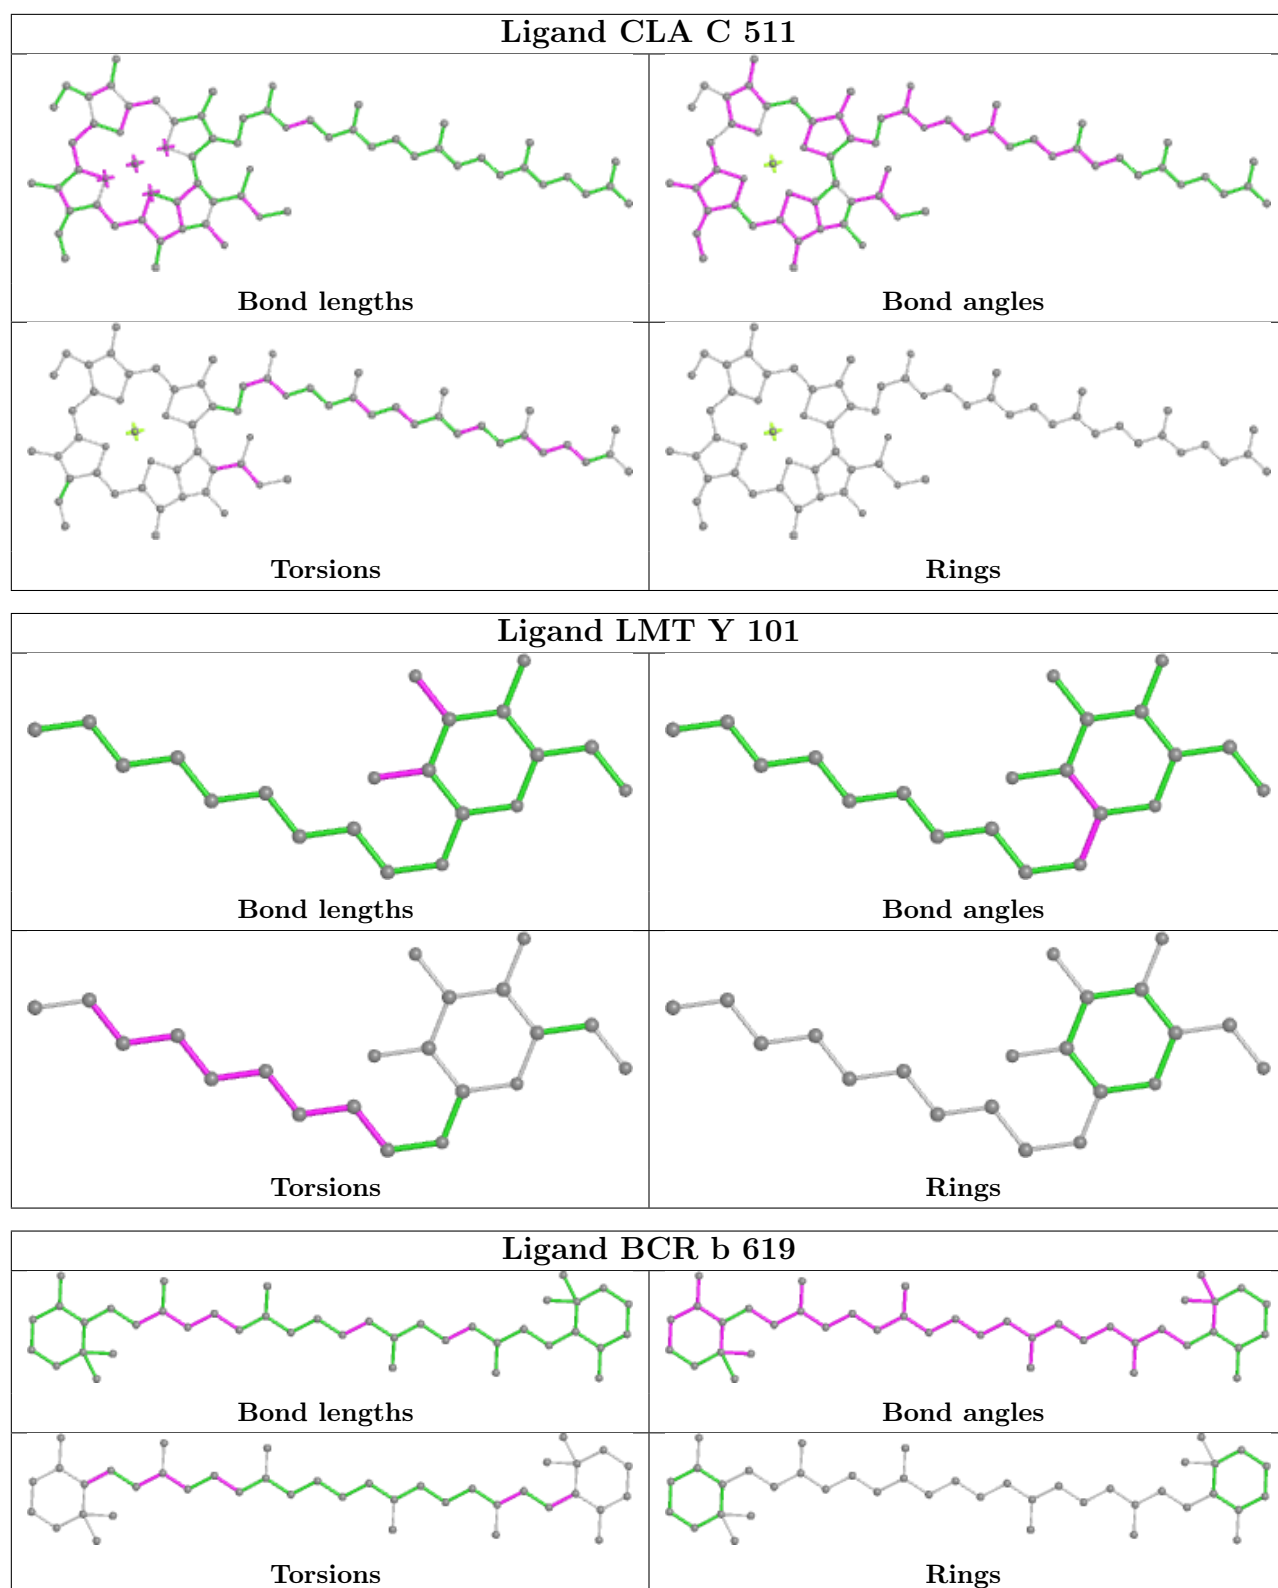 Ligand CLA C 511
Bond lengths
Bond angles
Torsions
Rings
Ligand LMT Y 101
Bond lengths
Bond angles
Torsions
Rings
Ligand BCR b 619
Bond lengths
Bond angles
Torsions
Rings